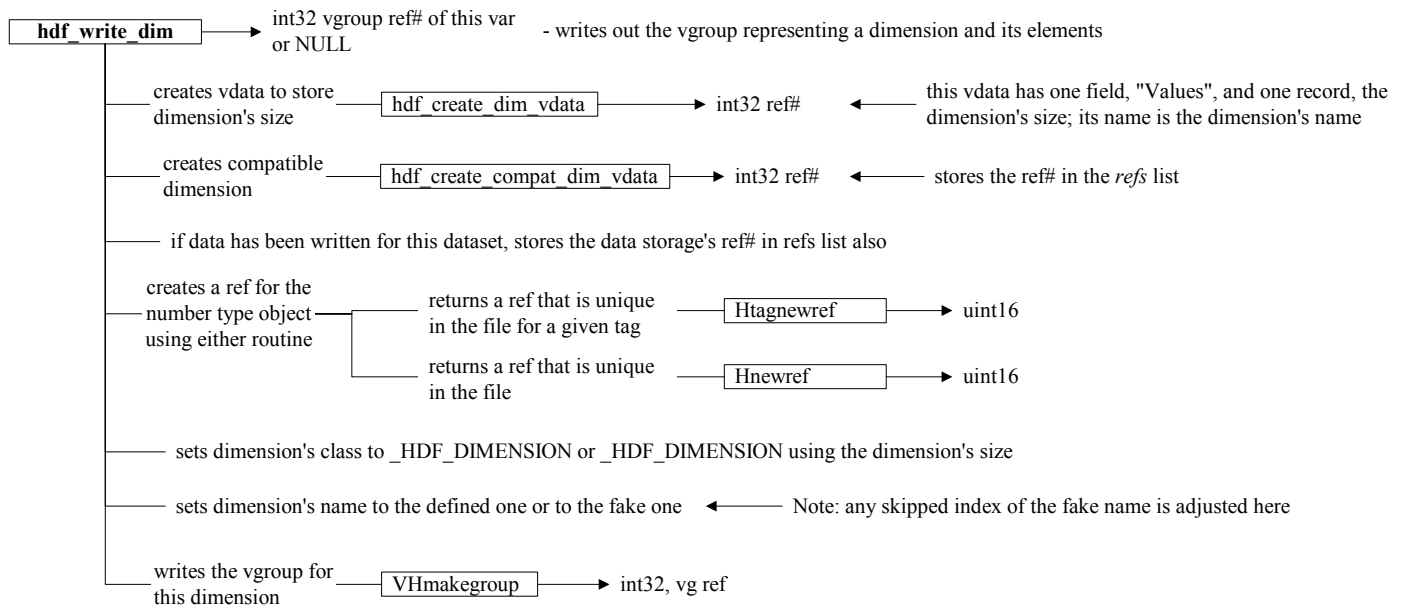 hdf_write_dim
int32 vgroup ref# of this var
or NULL
- writes out the vgroup representing a dimension and its elements
creates vdata to store
dimension's size
hdf_create_dim_vdata
int32 ref#
this vdata has one field, "Values", and one record, the
dimension's size; its name is the dimension's name
creates compatible
dimension
hdf_create_compat_dim_vdata
int32 ref#
stores the ref# in the refs list
if data has been written for this dataset, stores the data storage's ref# in refs list also
creates a ref for the
number type object
using either routine
returns a ref that is unique
in the file for a given tag
Htagnewref
uint16
returns a ref that is unique
in the file
Hnewref
uint16
sets dimension's class to _HDF_DIMENSION or _HDF_DIMENSION using the dimension's size
sets dimension's name to the defined one or to the fake one
Note: any skipped index of the fake name is adjusted here
writes the vgroup for
this dimension
VHmakegroup
int32, vg ref